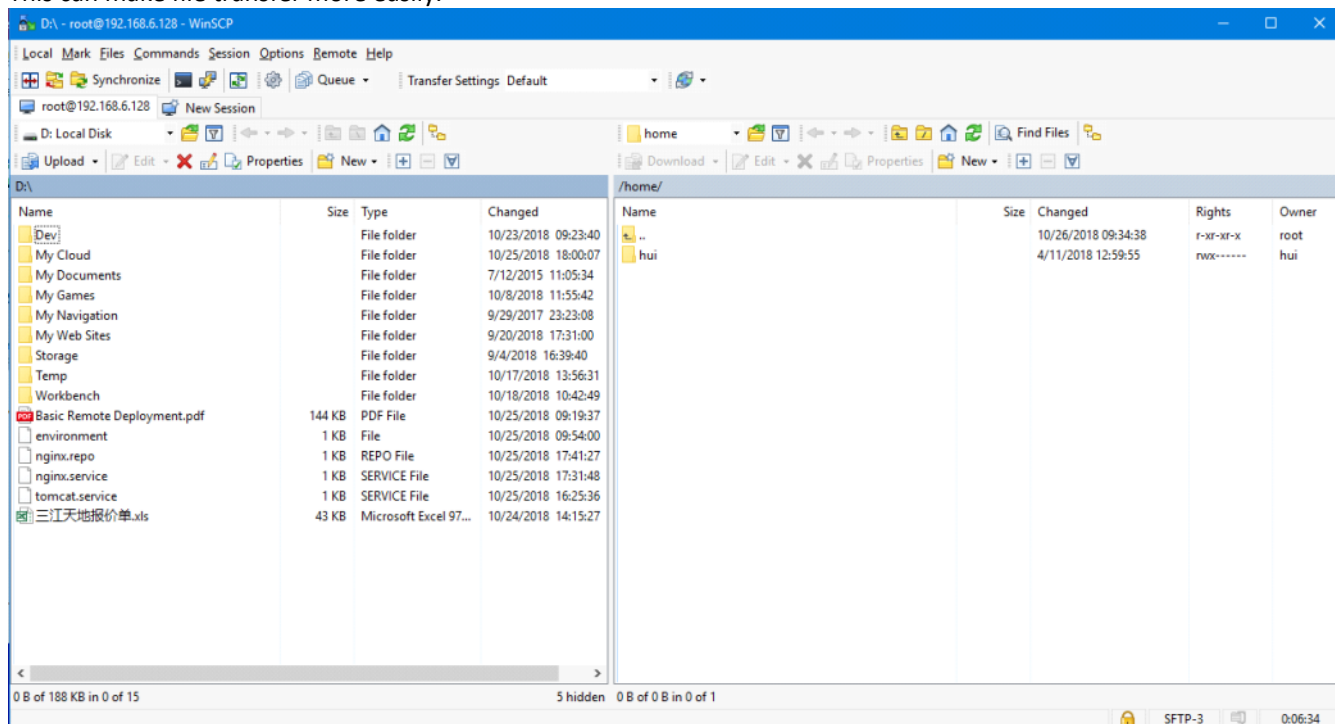 This can make file transfer more easily.
D:\ - root@192.168.6.128 - WinSCP
Local Mark Files Commands Session Options Remote Help
Synchronize Queue Transfer Settings Default
root@192.168.6.128 New Session
D: Local Disk
Upload Edit Properties New
D:\
Name Size Type Changed
Dev File folder 10/23/2018 09:23:40
My Cloud File folder 10/25/2018 18:00:07
My Documents File folder 7/12/2015 11:05:34
My Games File folder 10/8/2018 11:55:42
My Navigation File folder 9/29/2017 23:23:08
My Web Sites File folder 9/20/2018 17:31:00
Storage File folder 9/4/2018 16:39:40
Temp File folder 10/17/2018 13:56:31
Workbench File folder 10/18/2018 10:42:49
PDF Basic Remote Deployment.pdf 144 KB PDF File 10/25/2018 09:19:37
environment 1 KB File 10/25/2018 09:54:00
nginx.repo 1 KB REPO File 10/25/2018 17:41:27
nginx.service 1 KB SERVICE File 10/25/2018 17:31:48
tomcat.service 1 KB SERVICE File 10/25/2018 16:25:36
三江天地报价单.xls 43 KB Microsoft Excel 97... 10/24/2018 14:15:27
0 B of 188 KB in 0 of 15 5 hidden
home Find Files
Download Edit Properties New
/home/
Name Size Changed Rights Owner
.. 10/26/2018 09:34:38 r-xr-xr-x root
hui 4/11/2018 12:59:55 rwx------ hui
0 B of 0 B in 0 of 1
SFTP-3 0:06:34